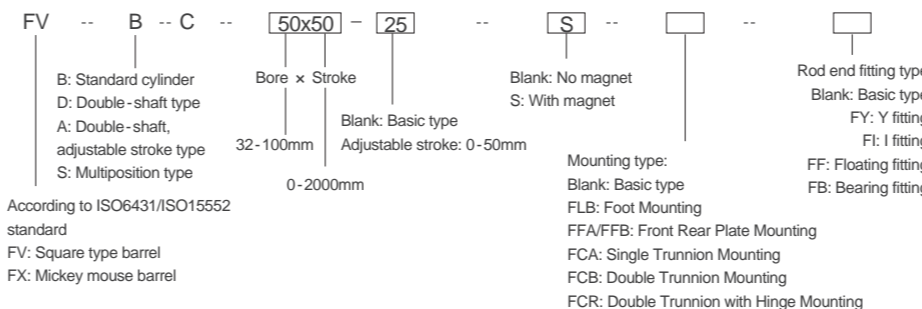 FV -- B -- C -- 50x50 - 25 -- S -- --
B: Standard cylinder
D: Double-shaft type
A: Double-shaft,
adjustable stroke type
S: Multiposition type
Bore × Stroke
32-100mm
0-2000mm
Blank: Basic type
Adjustable stroke: 0-50mm
Blank: No magnet
S: With magnet
Rod end fitting type
Blank: Basic type
FY: Y fitting
FI: I fitting
FF: Floating fitting
FB: Bearing fitting
According to ISO6431/ISO15552
standard
FV: Square type barrel
FX: Mickey mouse barrel
Mounting type:
Blank: Basic type
FLB: Foot Mounting
FFA/FFB: Front Rear Plate Mounting
FCA: Single Trunnion Mounting
FCB: Double Trunnion Mounting
FCR: Double Trunnion with Hinge Mounting